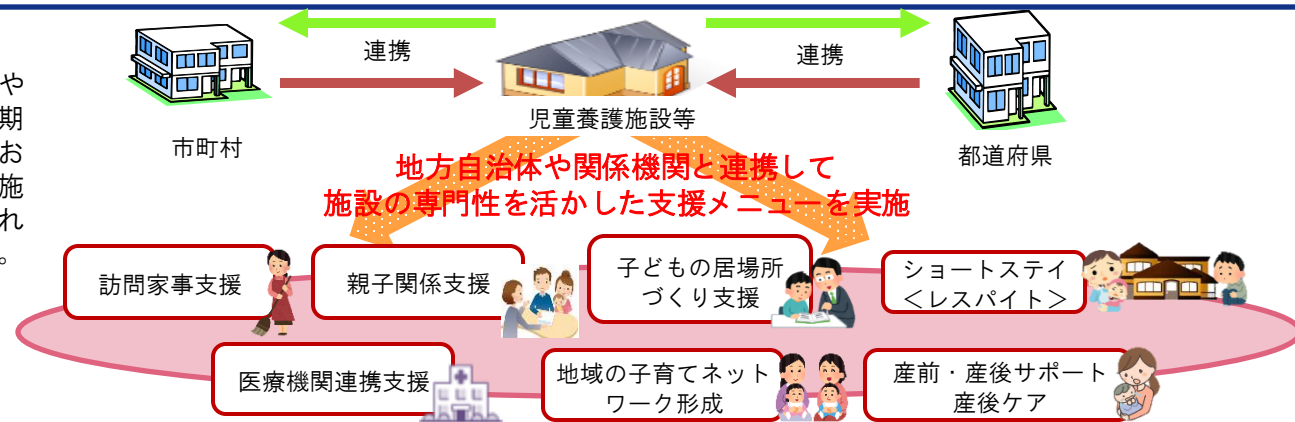 や
期
お
施
れ
。
連携
連携
市町村
児童養護施設等
都道府県
地方自治体や関係機関と連携して
施設の専門性を活かした支援メニューを実施
訪問家事支援
親子関係支援
子どもの居場所
づくり支援
ショートステイ
＜レスパイト＞
医療機関連携支援
地域の子育てネット
ワーク形成
産前・産後サポート
産後ケア